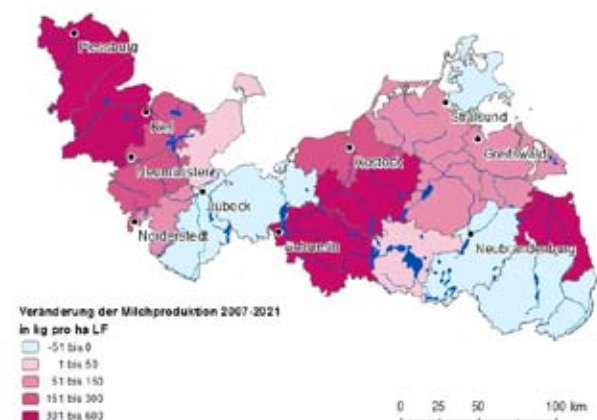 Flensburg
Kiel
Stralsund
Greifswald
Rostock
Neumünster
Lübeck
Norderstedt
Schwerin
Neubrandenburg
Veränderung der Milchproduktion 2007-2021
in kg pro ha LF
-51 bis 0
1 bis 50
51 bis 150
151 bis 300
301 bis 600
0 25 50 100 km